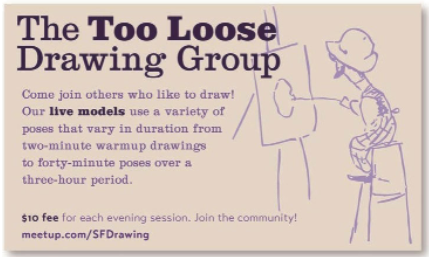 The Too Loose
Drawing Group
Come join others who like to draw!
Our live models use a variety of
poses that vary in duration from
two-minute warmup drawings
to forty-minute poses over a
three-hour period.
$10 fee for each evening session. Join the community!
meetup.com/SFDrawing